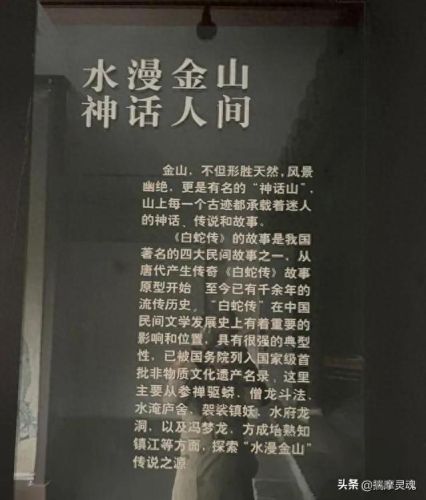 水漫金山
神话人间
金山，不但形胜天然，风景
幽绝，更是有名的“神话山”，
山上每一个古迹都承载着迷人
的神话、传说和故事。
《白蛇传》的故事是我国
著名的四大民间故事之一，从
唐代产生传奇《白蛇传》故事
原型开始 至今已有千余年的
流传历史。“白蛇传”在中国
民间文学发展史上有着重要的
影响和位置，具有很强的典型
性，已被国务院列入国家级首
批非物质文化遗产名录。这里
主要从参禅驱蟒、僧龙斗法、
水淹庐舍、袈裟镇妖、水府龙
洞，以及冯梦龙、方成培熟知
镇江等方面，探索“水漫金山”
传说之源
头条 @揣摩灵魂